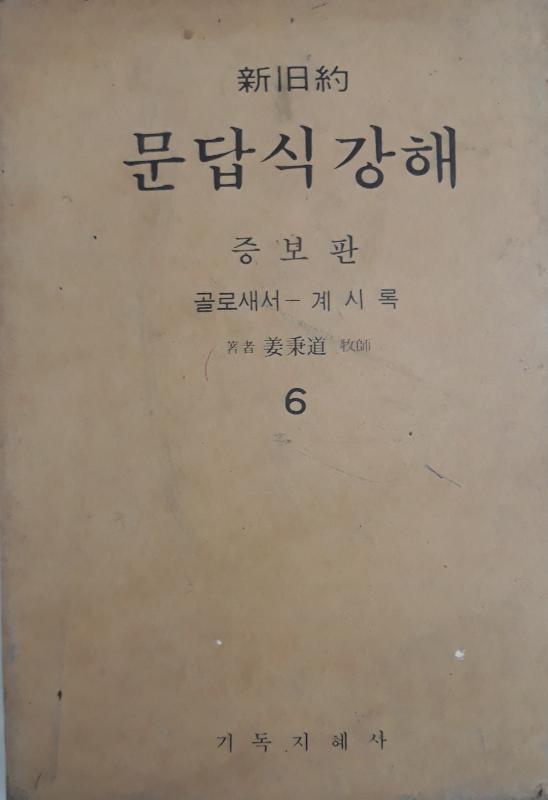 新旧約
문답식강해
증보판
골로새서 - 계시록
著者 姜秉道 牧師
6
기독지혜사